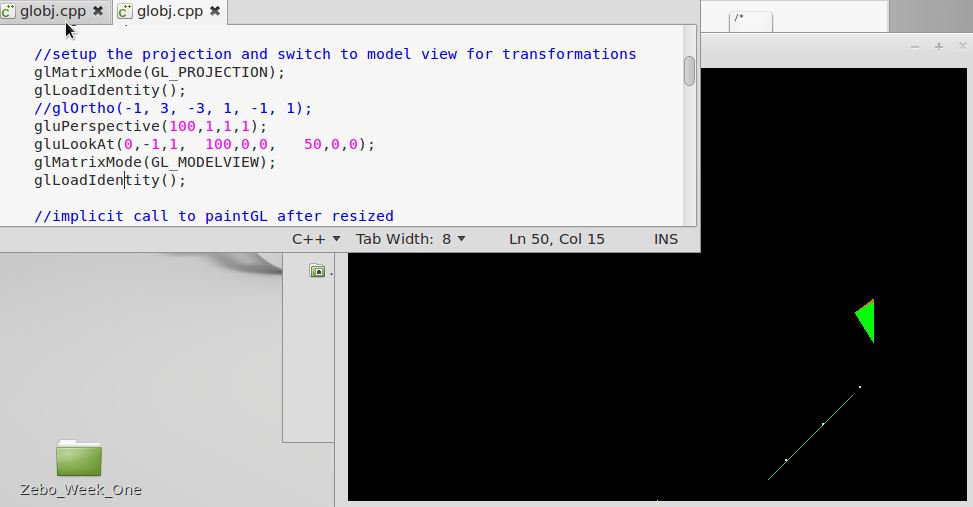 globj.cpp globj.cpp
/*
//setup the projection and switch to model view for transformations
glMatrixMode(GL_PROJECTION);
glLoadIdentity();
//glOrtho(-1, 3, -3, 1, -1, 1);
gluPerspective(100,1,1,1);
gluLookAt(0,-1,1,  100,0,0,   50,0,0);
glMatrixMode(GL_MODELVIEW);
glLoadIdentity();
//implicit call to paintGL after resized
C++ Tab Width: 8 Ln 50, Col 15 INS
.
Zebo_Week_One